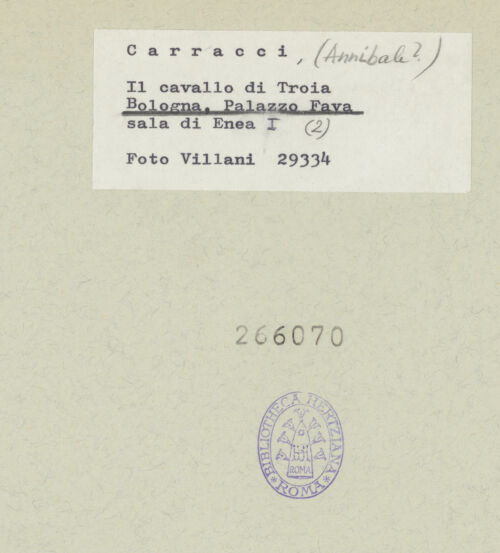 Carracci, (Annibale?)
Il cavallo di Troia
Bologna, Palazzo Fava
sala di Enea I (2)
Foto Villani 29334
266070
BIBLIOTHECA HERTZIANA
ROMA
* ROMA *